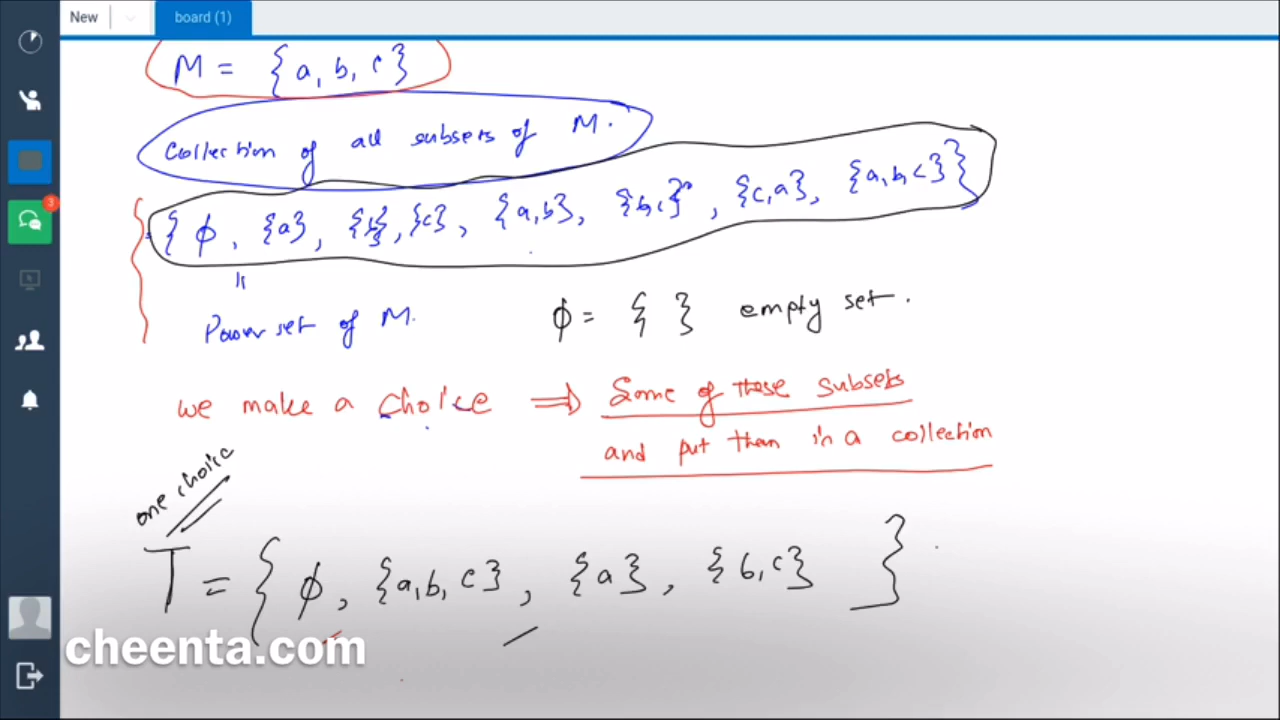 New
board (1)
M = {a, b, c}
Collection of all subsets of M.
{ϕ, {a}, {b}, {c}, {a,b}, {b,c}, {c,a}, {a,b,c}}
Power set of M.
ϕ = { } empty set.
we make a choice ⇒ Some of these subsets
and put them in a collection
one choice
T = {ϕ, {a,b,c}, {a}, {b,c} }
3
cheenta.com